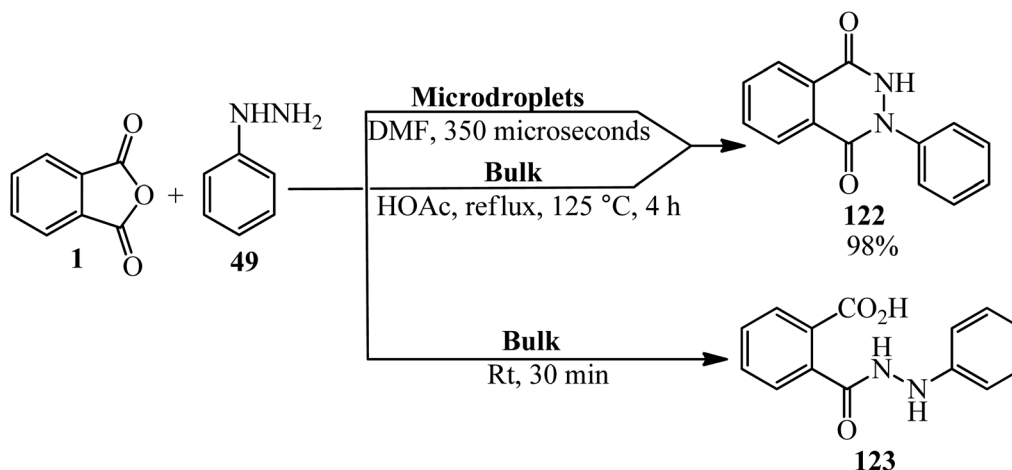 O
NH
N
O
122
98%
Microdroplets
DMF, 350 microseconds
Bulk
HOAc, reflux, 125 °C, 4 h
NHNH₂
O
O
O
1
+
49
Bulk
Rt, 30 min
CO₂H
H
N
N
H
O
123